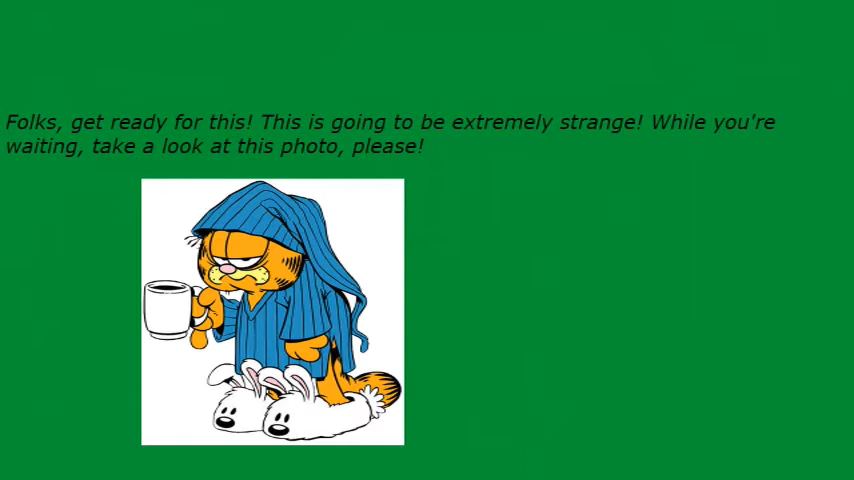 Folks, get ready for this! This is going to be extremely strange! While you're
waiting, take a look at this photo, please!